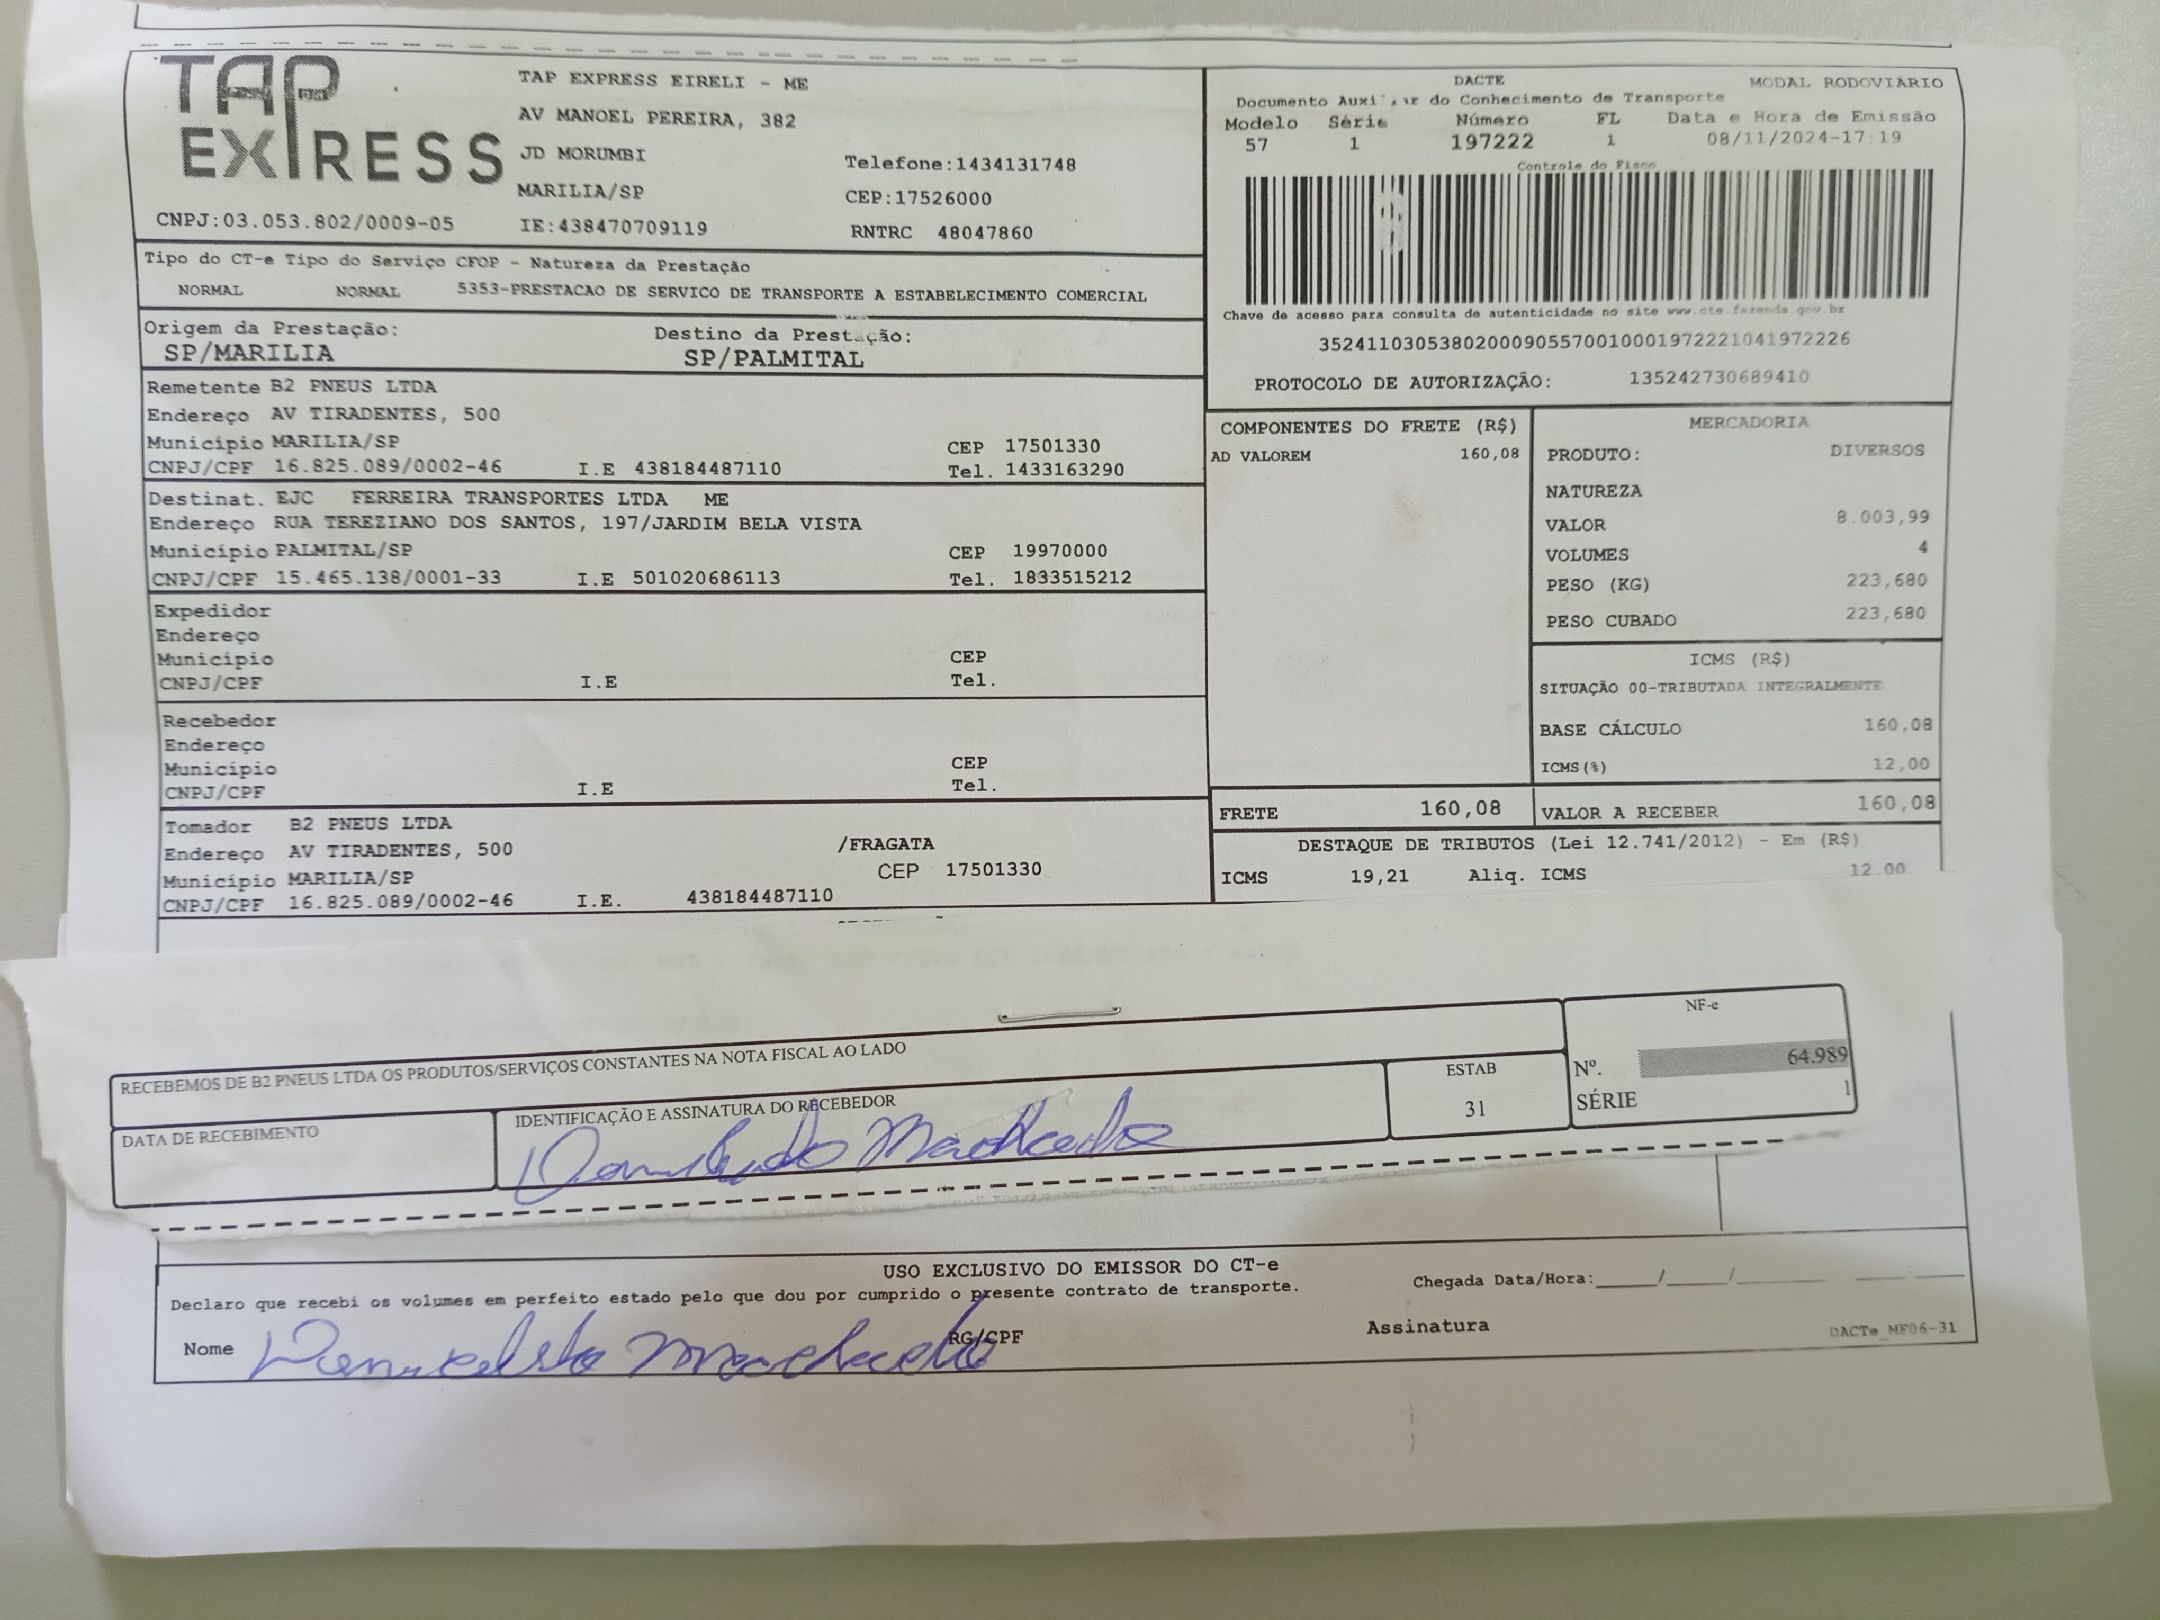 TAP
EXPRESS
TAP EXPRESS EIRELI - ME
AV MANOEL PEREIRA, 382
JD MORUMBI
Telefone:1434131748
MARILIA/SP
CEP:17526000
CNPJ:03.053.802/0009-05
IE:438470709119
RNTRC 48047860
DACTE
MODAL RODOVIÁRIO
Documento Auxiliar do Conhecimento de Transporte
Modelo Série Número FL Data e Hora de Emissão
57 1 197222 1 08/11/2024-17:19
Controle do Fisco
Chave de acesso para consulta de autenticidade no site www.cte.fazenda.gov.br
35241103053802000905570010001972221041972226
PROTOCOLO DE AUTORIZAÇÃO: 135242730689410
Tipo do CT-e Tipo do Serviço CFOP - Natureza da Prestação
NORMAL NORMAL 5353-PRESTACAO DE SERVICO DE TRANSPORTE A ESTABELECIMENTO COMERCIAL
Origem da Prestação: Destino da Prestação:
SP/MARILIA SP/PALMITAL
Remetente B2 PNEUS LTDA
Endereço AV TIRADENTES, 500
Município MARILIA/SP CEP 17501330
CNPJ/CPF 16.825.089/0002-46 I.E 438184487110 Tel. 1433163290
Destinat. EJC FERREIRA TRANSPORTES LTDA ME
Endereço RUA TEREZIANO DOS SANTOS, 197/JARDIM BELA VISTA
Município PALMITAL/SP CEP 19970000
CNPJ/CPF 15.465.138/0001-33 I.E 501020686113 Tel. 1833515212
Expedidor
Endereço
Município CEP
CNPJ/CPF I.E Tel.
Recebedor
Endereço
Município CEP
CNPJ/CPF I.E Tel.
Tomador B2 PNEUS LTDA
Endereço AV TIRADENTES, 500 /FRAGATA
Município MARILIA/SP CEP 17501330
CNPJ/CPF 16.825.089/0002-46 I.E. 438184487110
COMPONENTES DO FRETE (R$)
AD VALOREM 160,08
MERCADORIA
PRODUTO: DIVERSOS
NATUREZA
VALOR 8.003,99
VOLUMES 4
PESO (KG) 223,680
PESO CUBADO 223,680
ICMS (R$)
SITUAÇÃO 00-TRIBUTADA INTEGRALMENTE
BASE CÁLCULO 160,08
ICMS(%) 12,00
FRETE 160,08 VALOR A RECEBER 160,08
DESTAQUE DE TRIBUTOS (Lei 12.741/2012) - Em (R$)
ICMS 19,21 Aliq. ICMS 12.00
RECEBEMOS DE B2 PNEUS LTDA OS PRODUTOS/SERVIÇOS CONSTANTES NA NOTA FISCAL AO LADO
DATA DE RECEBIMENTO
IDENTIFICAÇÃO E ASSINATURA DO RECEBEDOR
Machado
ESTAB
31
NF-e
Nº. 64.989
SÉRIE 1
USO EXCLUSIVO DO EMISSOR DO CT-e
Declaro que recebi os volumes em perfeito estado pelo que dou por cumprido o presente contrato de transporte.
Chegada Data/Hora:_____/_____/_______ ____:____
Nome Machado RG/CPF Assinatura
DACTe_MF06-31